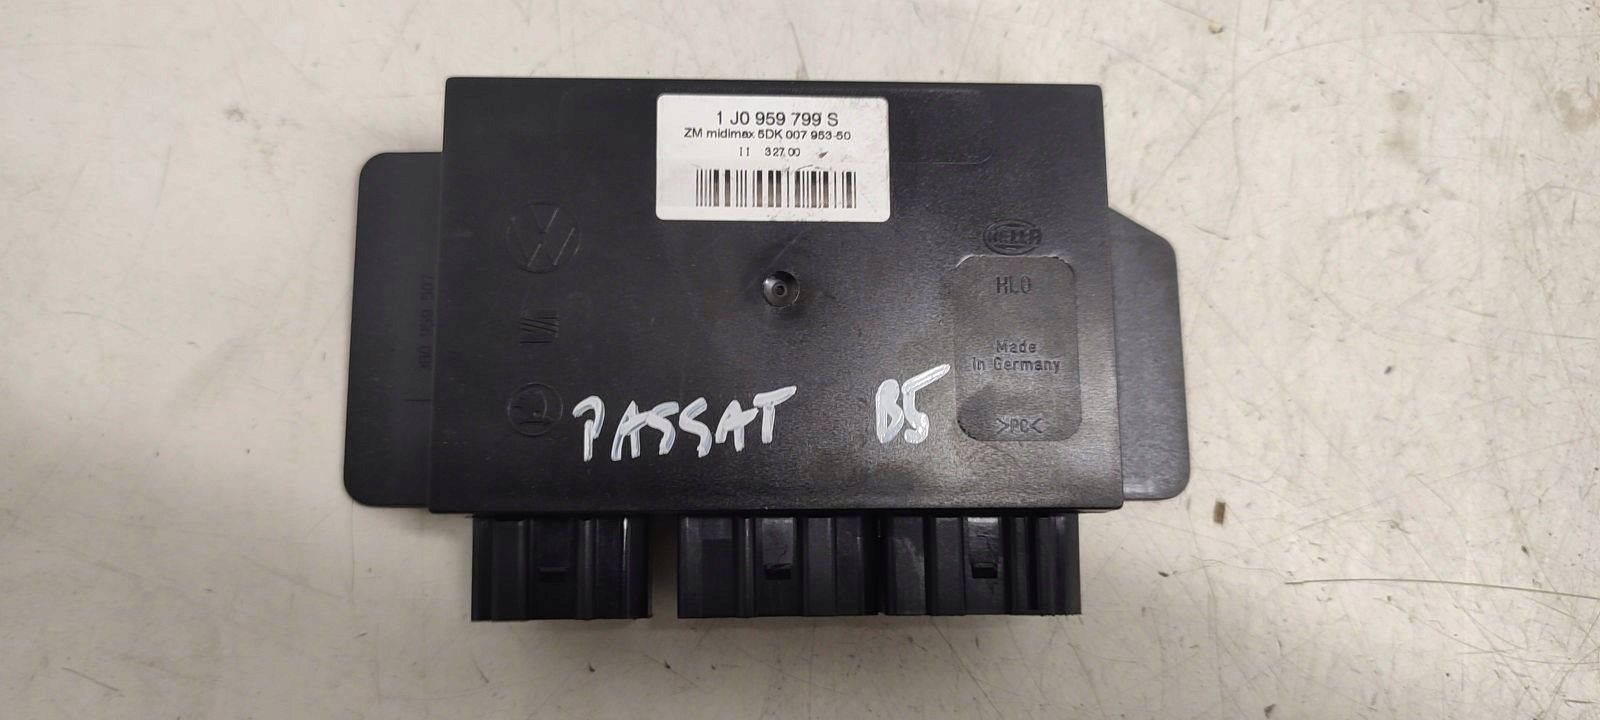 1 J0 959 799 S
ZM midimax 5DK 007 953-50
II 327 00
HELLA
HLO
Made
in Germany
>PC<
PASSAT B5